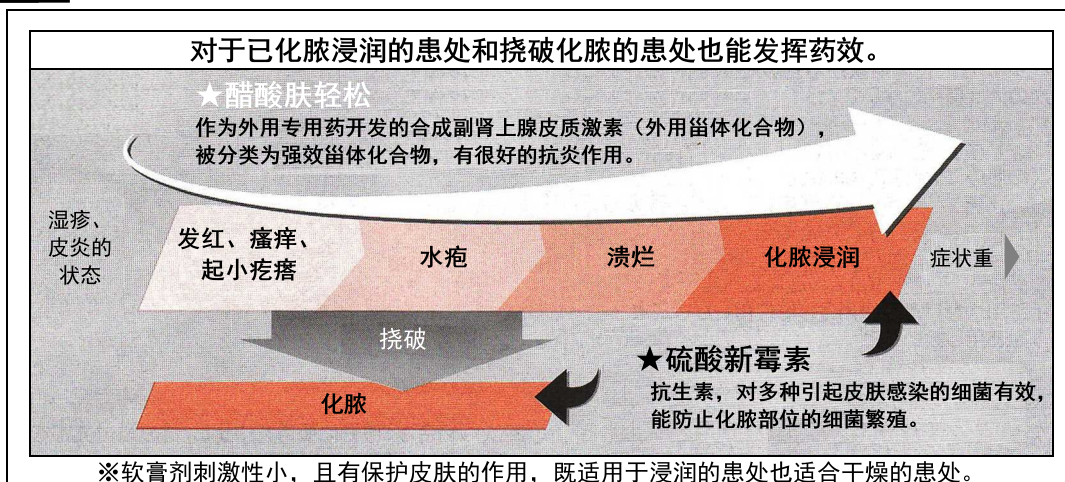 对于已化脓浸润的患处和挠破化脓的患处也能发挥药效。
★醋酸肤轻松
作为外用专用药开发的合成副肾上腺皮质激素（外用甾体化合物），
被分类为强效甾体化合物，有很好的抗炎作用。
湿疹、
皮炎的
状态
发红、瘙痒、
起小疙瘩
水疱
溃烂
化脓浸润
症状重
挠破
化脓
★硫酸新霉素
抗生素，对多种引起皮肤感染的细菌有效，
能防止化脓部位的细菌繁殖。
※软膏剂刺激性小，且有保护皮肤的作用，既适用于浸润的患处也适合干燥的患处。